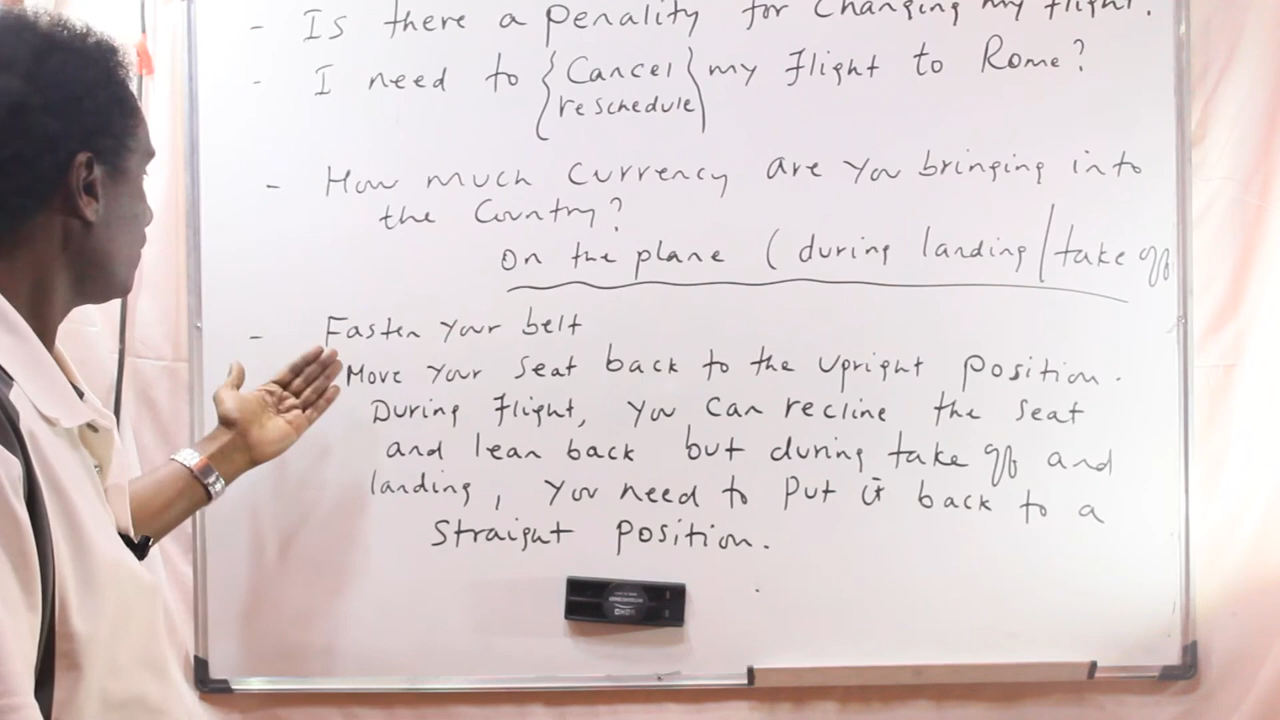 - Is there a penality for changing my flight.
- I need to { Cancel } my flight to Rome?
reschedule
- How much currency are you bringing into
the Country?
on the plane ( during landing / take off
- Fasten your belt
Move your seat back to the upright position.
During flight, you can recline the seat
and lean back but during take off and
landing, you need to put it back to a
straight position.